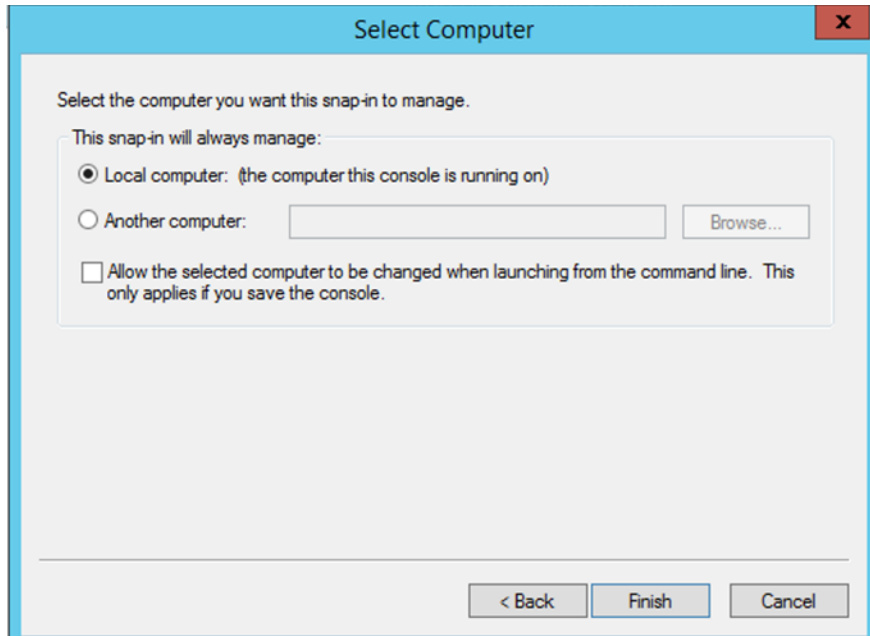 Select Computer
x
Select the computer you want this snap-in to manage.
This snap-in will always manage:
Local computer: (the computer this console is running on)
Another computer:
Browse...
Allow the selected computer to be changed when launching from the command line. This
only applies if you save the console.
< Back
Finish
Cancel